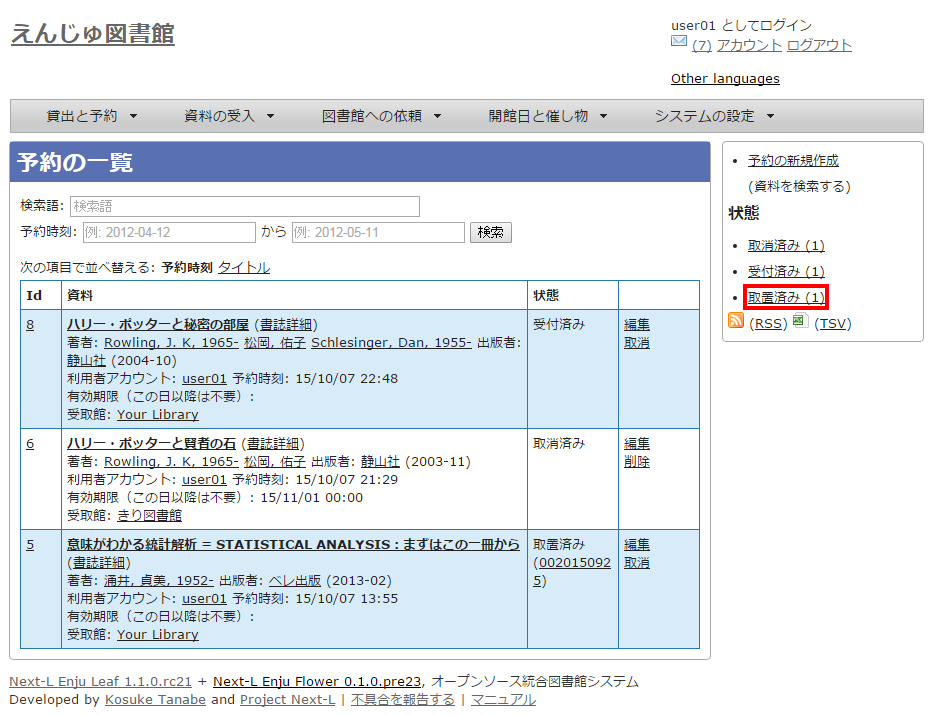 えんじゅ図書館
user01 としてログイン
(7) アカウント ログアウト
Other languages
貸出と予約 資料の受入 図書館への依頼 開館日と催し物 システムの設定
予約の一覧
検索語: 検索語
予約時刻: 例: 2012-04-12 から 例: 2012-05-11 検索
次の項目で並べ替える: 予約時刻 タイトル
Id 資料 状態
8 ハリー・ポッターと秘密の部屋 (書誌詳細) 受付済み 編集
著者: Rowling, J. K, 1965- 松岡, 佑子 Schlesinger, Dan, 1955- 出版者: 取消
静山社 (2004-10)
利用者アカウント: user01 予約時刻: 15/10/07 22:48
有効期限（この日以降は不要）:
受取館: Your Library
6 ハリー・ポッターと賢者の石 (書誌詳細) 取消済み 編集
著者: Rowling, J. K, 1965- 松岡, 佑子 出版者: 静山社 (2003-11) 削除
利用者アカウント: user01 予約時刻: 15/10/07 21:29
有効期限（この日以降は不要）: 15/11/01 00:00
受取館: きり図書館
5 意味がわかる統計解析 = STATISTICAL ANALYSIS : まずはこの一冊から 取置済み 編集
(書誌詳細) (002015092 取消
著者: 涌井, 貞美, 1952- 出版者: ベレ出版 (2013-02) 5)
利用者アカウント: user01 予約時刻: 15/10/07 13:55
有効期限（この日以降は不要）:
受取館: Your Library
予約の新規作成
(資料を検索する)
状態
取消済み (1)
受付済み (1)
取置済み (1)
(RSS) (TSV)
Next-L Enju Leaf 1.1.0.rc21 + Next-L Enju Flower 0.1.0.pre23, オープンソース統合図書館システム
Developed by Kosuke Tanabe and Project Next-L | 不具合を報告する | マニュアル